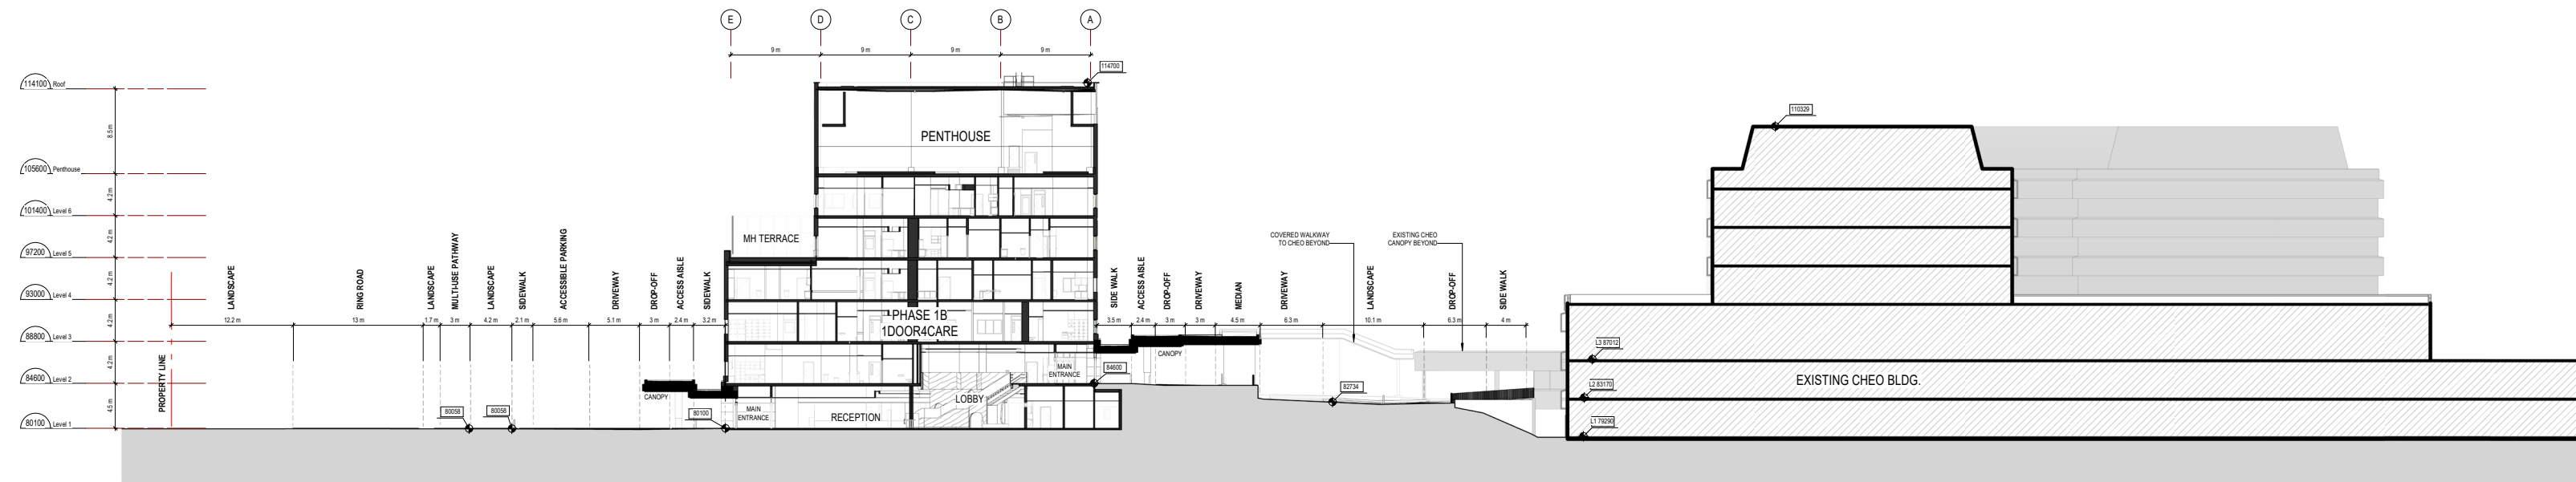 E
D
C
B
A
9 m
9 m
9 m
9 m
114700
114100 Roof
8.5 m
105600 Penthouse
4.2 m
101400 Level 6
4.2 m
97200 Level 5
4.2 m
93000 Level 4
4.2 m
88800 Level 3
4.2 m
84600 Level 2
4.5 m
80100 Level 1
PROPERTY LINE
LANDSCAPE
RING ROAD
LANDSCAPE
MULTI-USE PATHWAY
LANDSCAPE
SIDEWALK
ACCESSIBLE PARKING
DRIVEWAY
DROP-OFF
ACCESS AISLE
SIDEWALK
12.2 m
13 m
1.7 m
3 m
4.2 m
2.1 m
5.6 m
5.1 m
3 m
2.4 m
3.2 m
80058
80058
80100
CANOPY
MAIN
ENTRANCE
RECEPTION
LOBBY
PENTHOUSE
MH TERRACE
PHASE 1B
1DOOR4CARE
MAIN
ENTRANCE
84600
CANOPY
SIDE WALK
ACCESS AISLE
DROP-OFF
DRIVEWAY
MEDIAN
DRIVEWAY
LANDSCAPE
DROP-OFF
SIDE WALK
3.5 m
2.4 m
3 m
3 m
4.5 m
6.3 m
10.1 m
6.3 m
4 m
COVERED WALKWAY
TO CHEO BEYOND
EXISTING CHEO
CANOPY BEYOND
82734
110329
L3 87012
L2 83170
L1 79290
EXISTING CHEO BLDG.